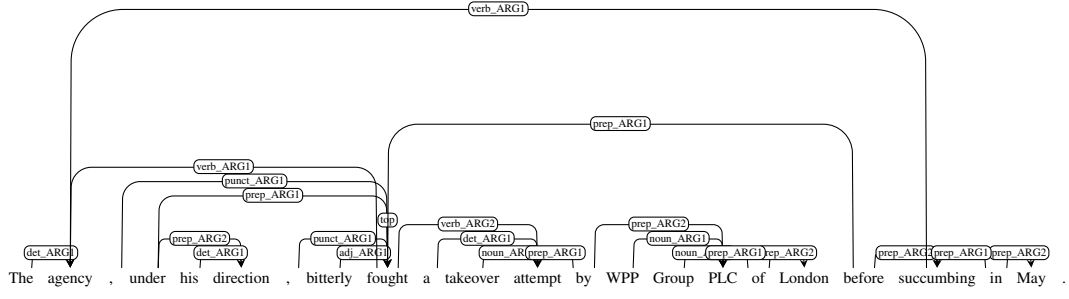 verb_ARG1
prep_ARG1
verb_ARG1
punct_ARG1
prep_ARG1
top
verb_ARG2 prep_ARG2
prep_ARG2 punct_ARG1 det_ARG1 noun_ARG1
det_ARG1 det_ARG1 adj_ARG1 prep_ARG1 prep_ARG1 prep_ARG1 prep_ARG2
The agency , under his direction , bitterly fought a takeover attempt by WPP Group PLC of London before succumbing in May .